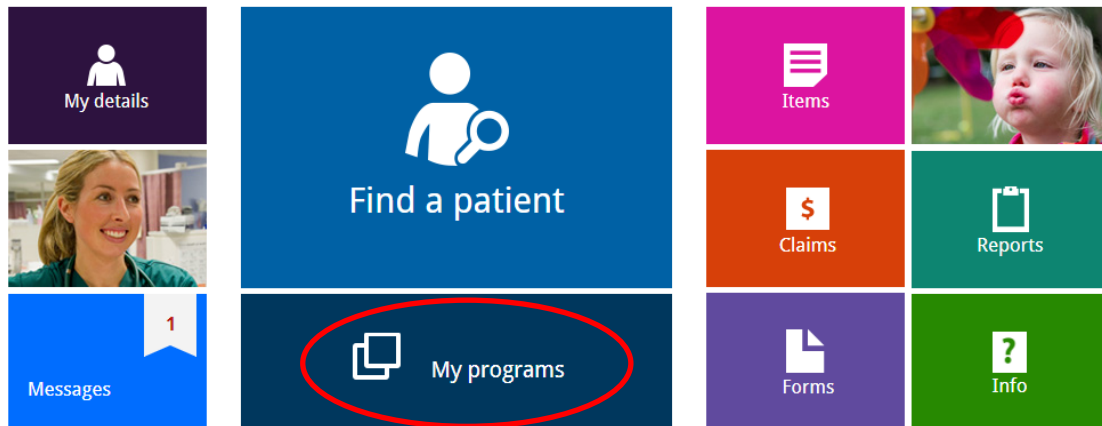 My details
Find a patient
Items
$
Claims
Reports
1
Messages
My programs
Forms
?
Info